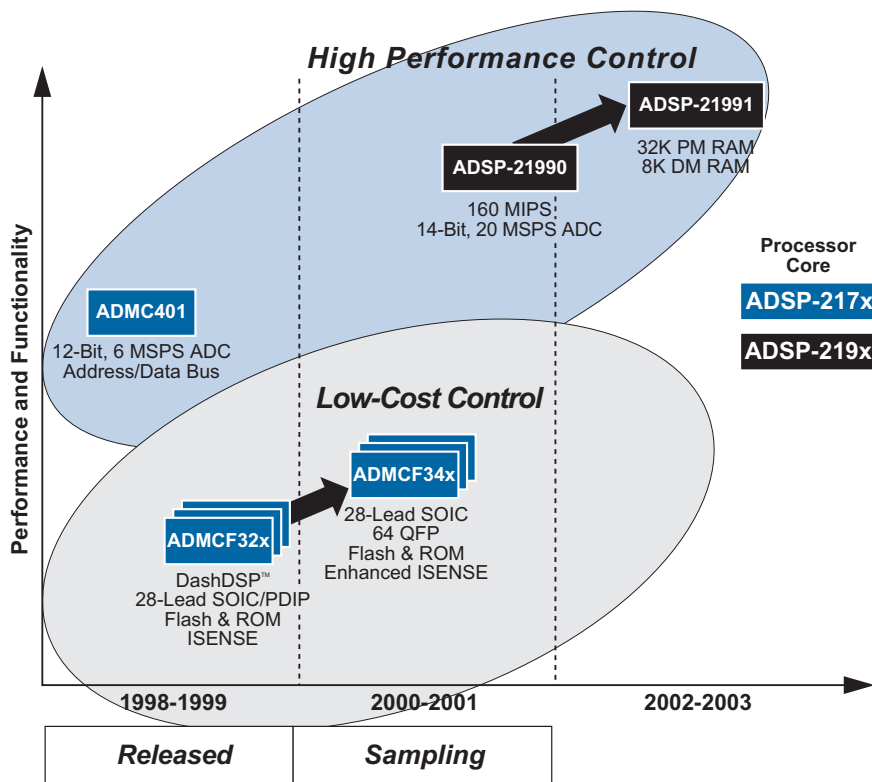 High Performance Control
ADSP-21991
32K PM RAM
8K DM RAM
ADSP-21990
160 MIPS
14-Bit, 20 MSPS ADC
Performance and Functionality
Processor
Core
ADSP-217x
ADSP-219x
ADMC401
12-Bit, 6 MSPS ADC
Address/Data Bus
Low-Cost Control
ADMCF34x
28-Lead SOIC
64 QFP
Flash & ROM
Enhanced ISENSE
ADMCF32x
DashDSP™
28-Lead SOIC/PDIP
Flash & ROM
ISENSE
1998-1999
2000-2001
2002-2003
Released
Sampling